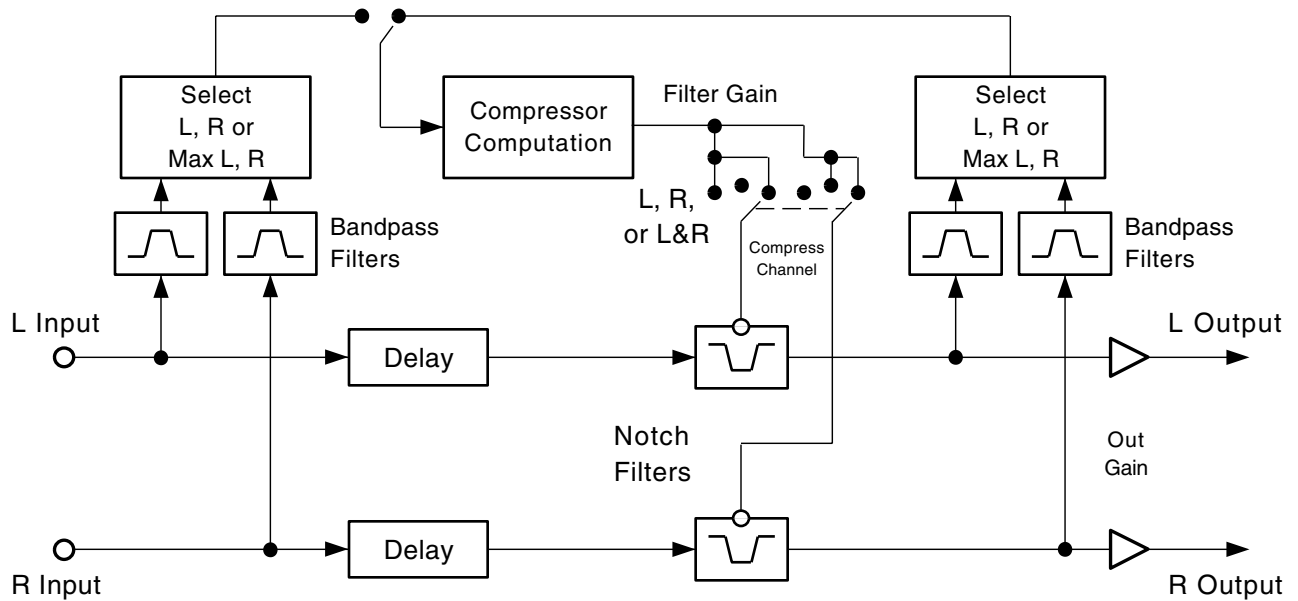 Select
L, R or
Max L, R
Compressor
Computation
Filter Gain
Select
L, R or
Max L, R
L, R,
or L&R
Bandpass
Filters
Compress
Channel
Bandpass
Filters
L Input
Delay
L Output
Notch
Filters
Out
Gain
Delay
R Input
R Output